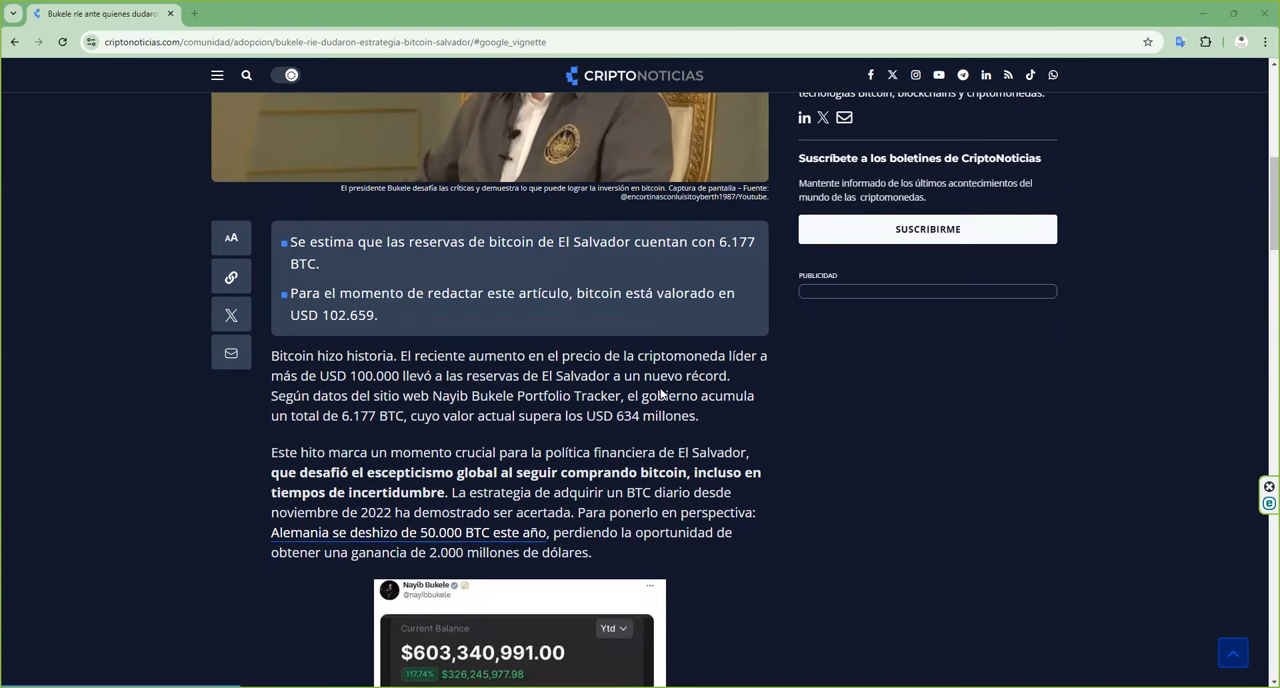 Bukele ríe ante quienes dudaro
criptonoticias.com/comunidad/adopcion/bukele-rie-dudaron-estrategia-bitcoin-salvador/#google_vignette
CRIPTONOTICIAS
tecnologías Bitcoin, blockchains y criptomonedas.
El presidente Bukele desafía las críticas y demuestra lo que puede lograr la inversión en bitcoin. Captura de pantalla – Fuente:
@encortinasconluisitoyberth1987/Youtube.
Suscríbete a los boletines de CriptoNoticias
Mantente informado de los últimos acontecimientos del
mundo de las criptomonedas.
SUSCRIBIRME
PUBLICIDAD
AA
Se estima que las reservas de bitcoin de El Salvador cuentan con 6.177
BTC.
Para el momento de redactar este artículo, bitcoin está valorado en
USD 102.659.
Bitcoin hizo historia. El reciente aumento en el precio de la criptomoneda líder a
más de USD 100.000 llevó a las reservas de El Salvador a un nuevo récord.
Según datos del sitio web Nayib Bukele Portfolio Tracker, el gobierno acumula
un total de 6.177 BTC, cuyo valor actual supera los USD 634 millones.
Este hito marca un momento crucial para la política financiera de El Salvador,
que desafió el escepticismo global al seguir comprando bitcoin, incluso en
tiempos de incertidumbre. La estrategia de adquirir un BTC diario desde
noviembre de 2022 ha demostrado ser acertada. Para ponerlo en perspectiva:
Alemania se deshizo de 50.000 BTC este año, perdiendo la oportunidad de
obtener una ganancia de 2.000 millones de dólares.
Nayib Bukele
@nayibbukele
Current Balance
Ytd
$603,340,991.00
117.74% $326,245,977.98